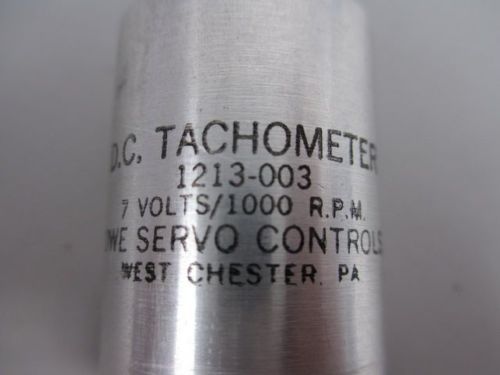 D.C. TACHOMETER
1213-003
7 VOLTS/1000 R.P.M.
SERVO CONTROLS
WEST CHESTER, PA